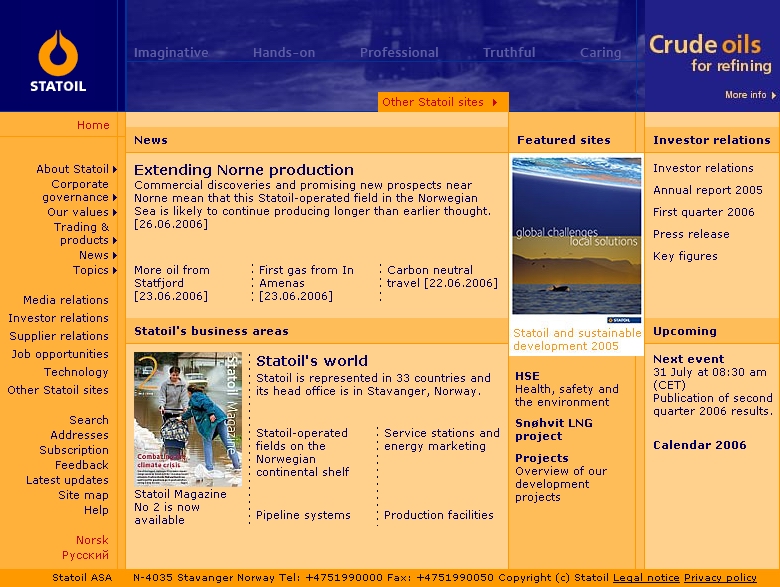 STATOIL
Imaginative
Hands-on
Professional
Truthful
Caring
Crude oils
for refining
More info
Other Statoil sites
Home
About Statoil
Corporate
governance
Our values
Trading &
products
News
Topics
Media relations
Investor relations
Supplier relations
Job opportunities
Technology
Other Statoil sites
Search
Addresses
Subscription
Feedback
Latest updates
Site map
Help
Norsk
Русский
News
Extending Norne production
Commercial discoveries and promising new prospects near
Norne mean that this Statoil-operated field in the Norwegian
Sea is likely to continue producing longer than earlier thought.
[26.06.2006]
More oil from
Statfjord
[23.06.2006]
First gas from In
Amenas
[23.06.2006]
Carbon neutral
travel [22.06.2006]
Statoil's business areas
2
Statoil Magazine
Combating the
climate crisis
Statoil Magazine
No 2 is now
available
Statoil's world
Statoil is represented in 33 countries and
its head office is in Stavanger, Norway.
Statoil-operated
fields on the
Norwegian
continental shelf
Service stations and
energy marketing
Pipeline systems
Production facilities
Featured sites
global challenges
local solutions
STATOIL
Statoil and sustainable
development 2005
HSE
Health, safety and
the environment
Snøhvit LNG
project
Projects
Overview of our
development
projects
Investor relations
Investor relations
Annual report 2005
First quarter 2006
Press release
Key figures
Upcoming
Next event
31 July at 08:30 am
(CET)
Publication of second
quarter 2006 results.
Calendar 2006
Statoil ASA
N-4035 Stavanger Norway Tel: +4751990000 Fax: +4751990050 Copyright (c) Statoil Legal notice Privacy policy